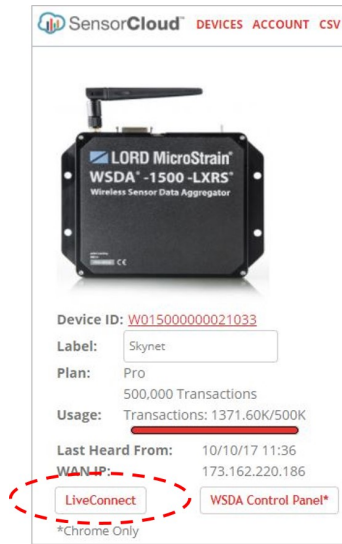 SensorCloud™ DEVICES ACCOUNT CSV
LORD MicroStrain®
WSDA® -1500 -LXRS®
Wireless Sensor Data Aggregator
Device ID: W015000000021033
Label: Skynet
Plan: Pro
500,000 Transactions
Usage: Transactions: 1371.60K/500K
Last Heard From: 10/10/17 11:36
WAN IP: 173.162.220.186
LiveConnect WSDA Control Panel*
*Chrome Only